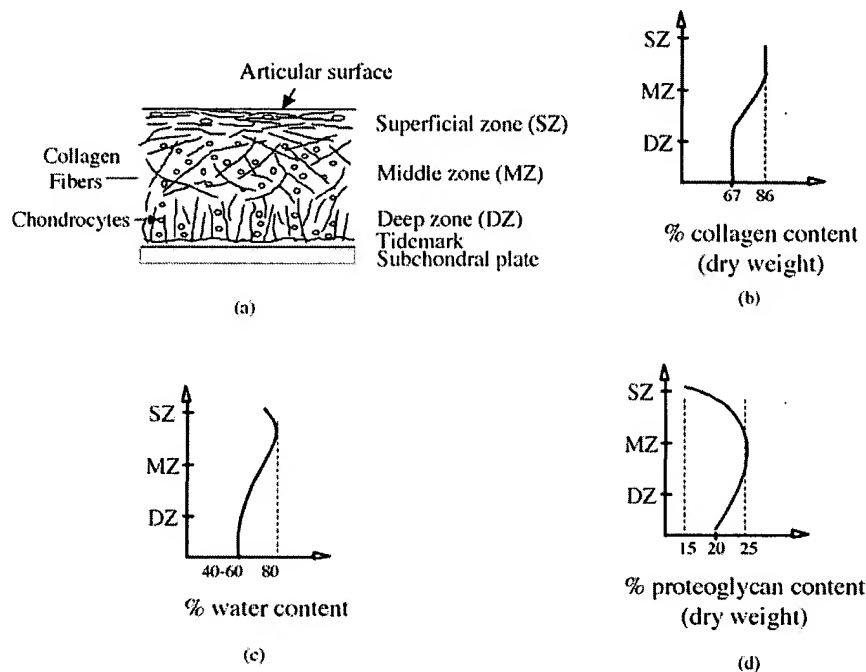 Articular surface
Superficial zone (SZ)
Collagen
Fibers
Middle zone (MZ)
Chondrocytes
Deep zone (DZ)
Tidemark
Subchondral plate
(a)
SZ
MZ
DZ
67 86
% collagen content
(dry weight)
(b)
SZ
MZ
DZ
40-60 80
% water content
(c)
SZ
MZ
DZ
15 20 25
% proteoglycan content
(dry weight)
(d)